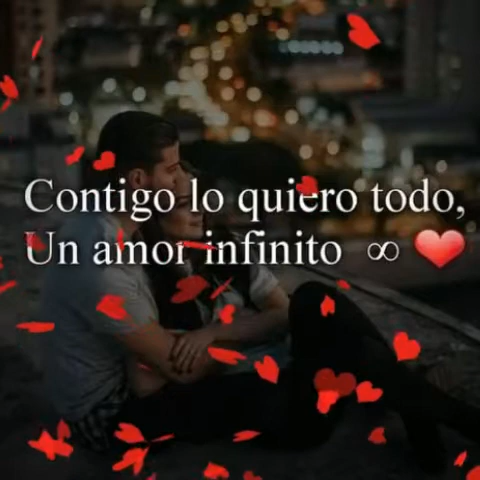 Contigo lo quiero todo,
Un amor infinito ∞ ❤️